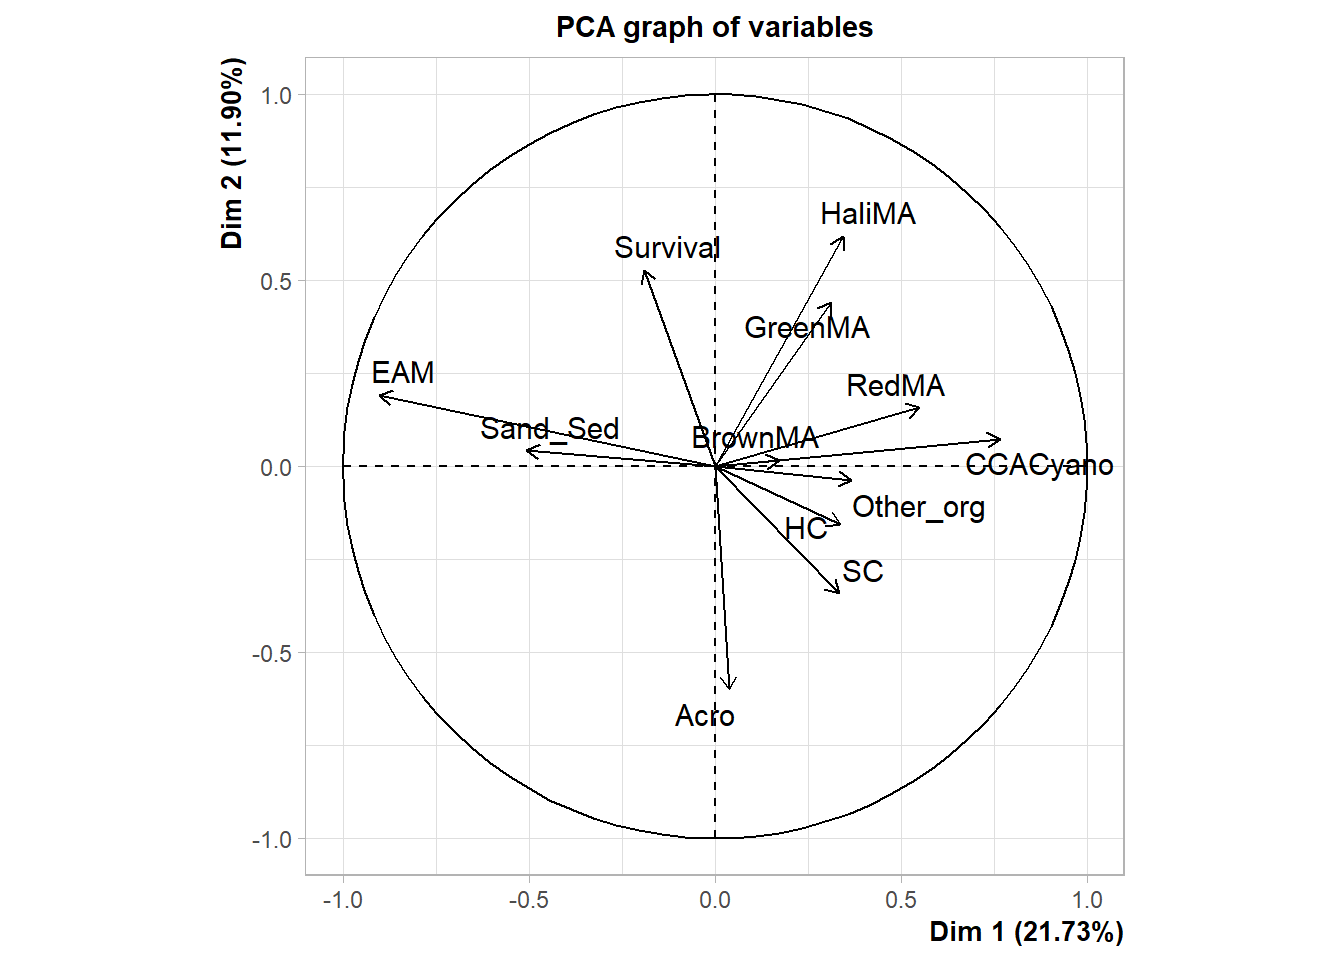 PCA graph of variables
Dim 2 (11.90%)
1.0
0.5
0.0
-0.5
-1.0
HaliMA
Survival
GreenMA
EAM
RedMA
Sand_Sed
BrownMA
CGACyano
Other_org
HC
SC
Acro
-1.0
-0.5
0.0
0.5
1.0
Dim 1 (21.73%)